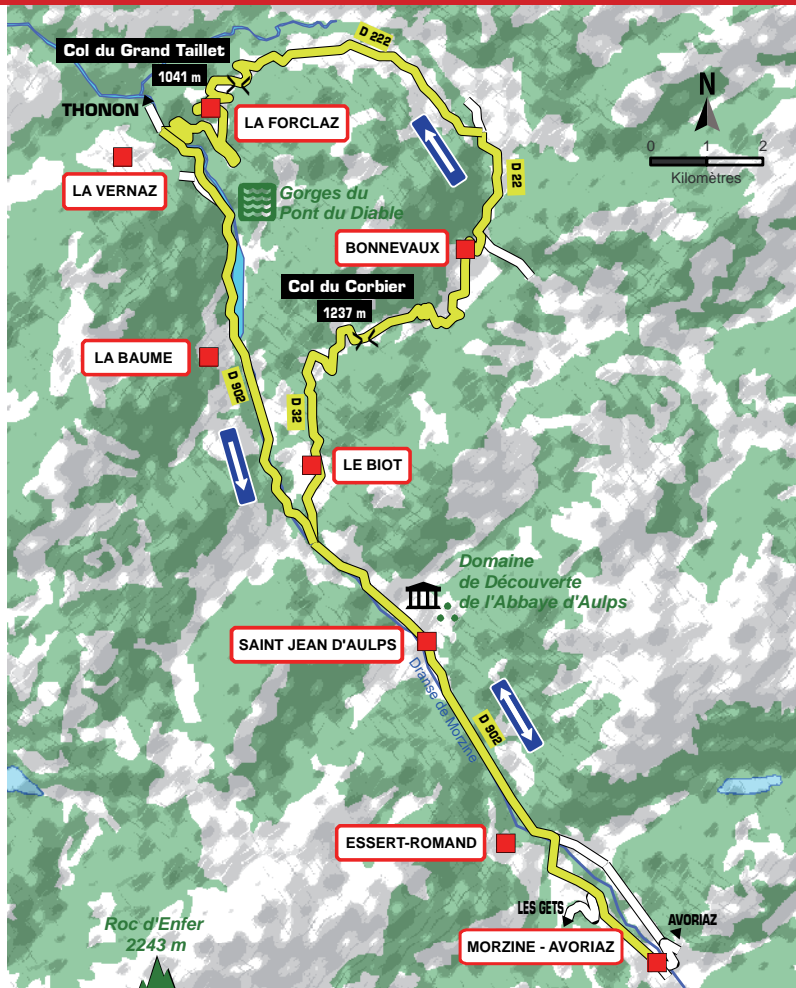 Col du Grand Taillet
1041 m
D 222
THONON
LA FORCLAZ
N
0 1 2
Kilomètres
LA VERNAZ
Gorges du
Pont du Diable
D 22
BONNEVAUX
Col du Corbier
1237 m
LA BAUME
D 902
D 32
LE BIOT
Domaine
de Découverte
de l'Abbaye d'Aulps
SAINT JEAN D'AULPS
Dranse de Morzine
D 902
ESSERT-ROMAND
LES GETS
AVORIAZ
Roc d'Enfer
2243 m
MORZINE - AVORIAZ